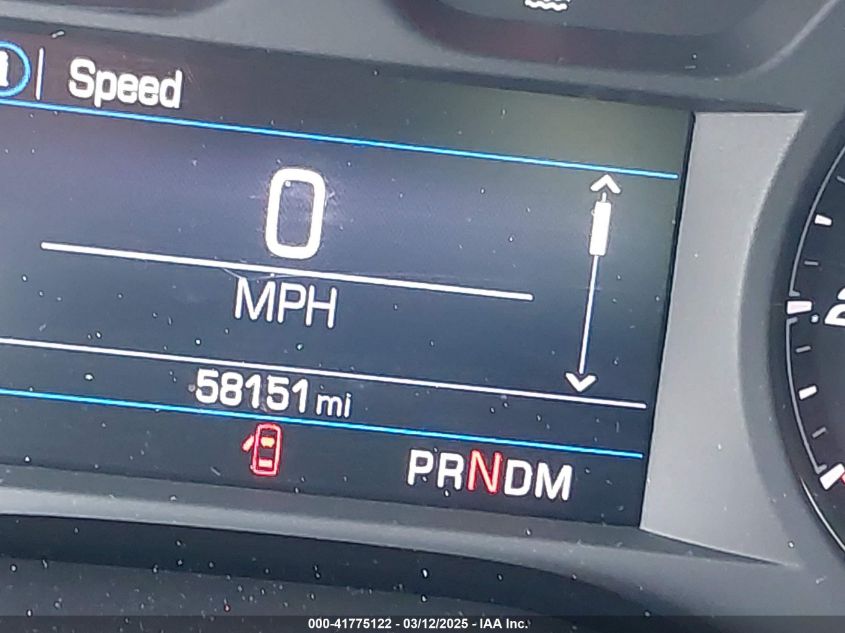 i Speed
0
MPH
58151 mi
PRNDM
000-41775122 - 03/12/2025 - IAA Inc.